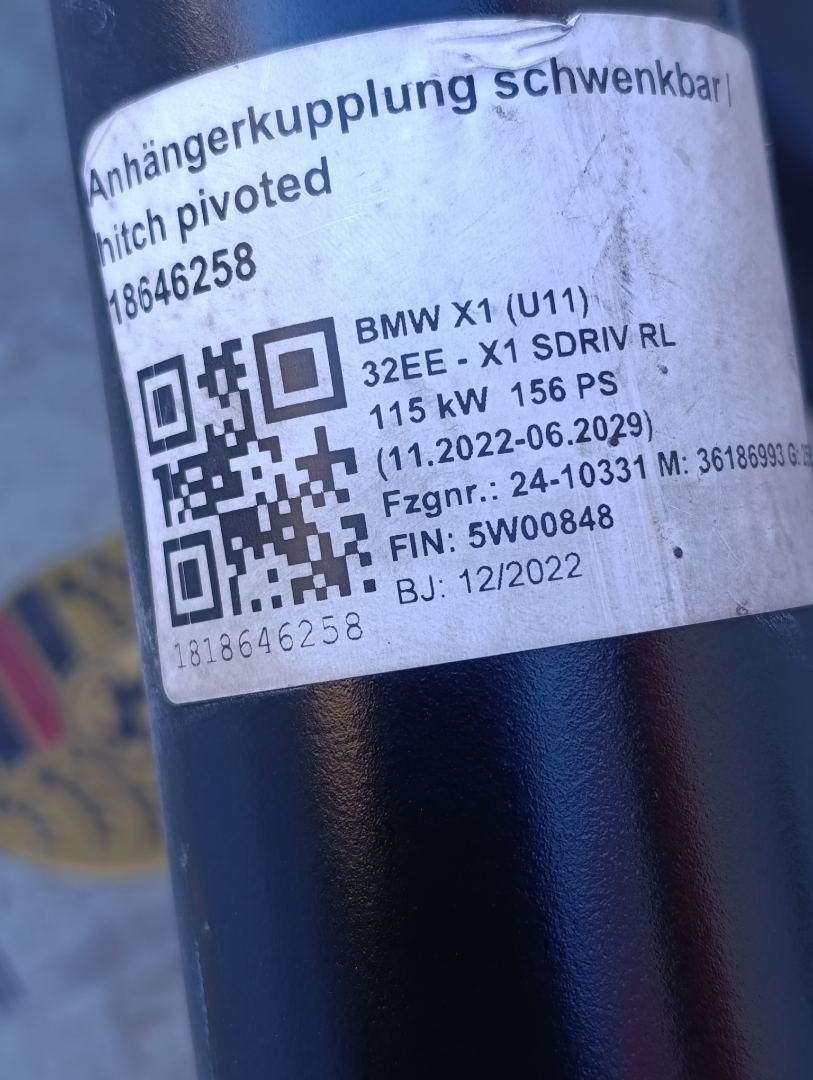 Anhängerkupplung schwenkbar
hitch pivoted
18646258
BMW X1 (U11)
32EE - X1 SDRIV RL
115 kW 156 PS
(11.2022-06.2029)
Fzgnr.: 24-10331 M: 36186993 G:
FIN: 5W00848
BJ: 12/2022
1818646258